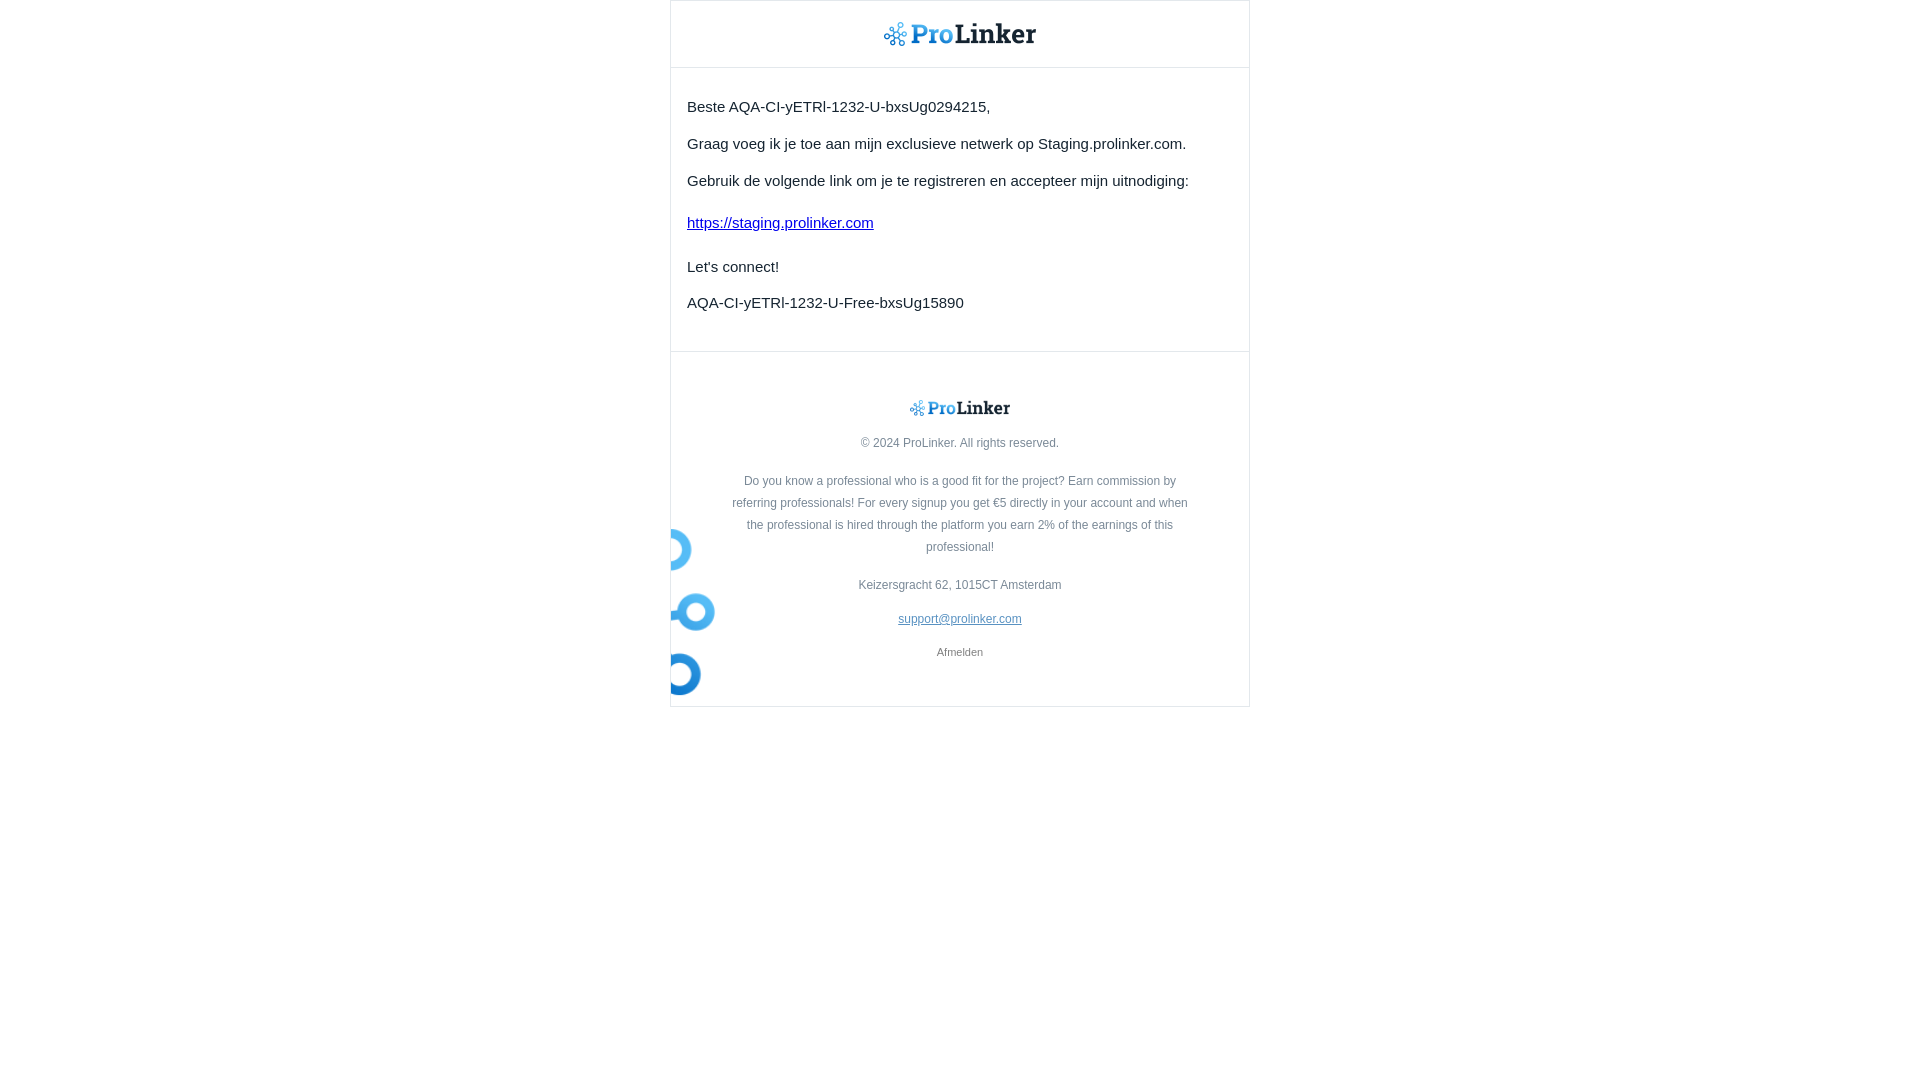 ProLinker
Beste AQA-CI-yETRl-1232-U-bxsUg0294215,
Graag voeg ik je toe aan mijn exclusieve netwerk op Staging.prolinker.com.
Gebruik de volgende link om je te registreren en accepteer mijn uitnodiging:
https://staging.prolinker.com
Let's connect!
AQA-CI-yETRl-1232-U-Free-bxsUg15890
ProLinker
© 2024 ProLinker. All rights reserved.
Do you know a professional who is a good fit for the project? Earn commission by
referring professionals! For every signup you get €5 directly in your account and when
the professional is hired through the platform you earn 2% of the earnings of this
professional!
Keizersgracht 62, 1015CT Amsterdam
support@prolinker.com
Afmelden